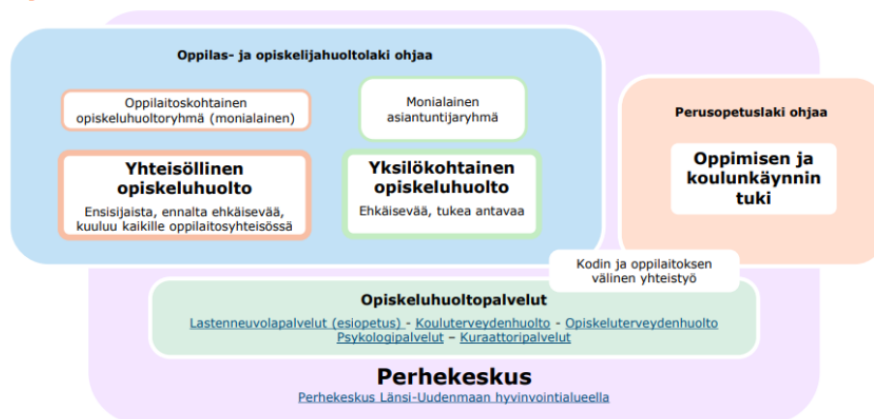 Oppilas- ja opiskelijahuoltolaki ohjaa
Oppilaitoskohtainen
opiskeluhuoltoryhmä (monialainen)
Monialainen
asiantuntijaryhmä
Yhteisöllinen
opiskeluhuolto
Ensisijaista, ennalta ehkäisevää,
kuuluu kaikille oppilaitosyhteisössä
Yksilökohtainen
opiskeluhuolto
Ehkäisevää, tukea antavaa
Perusopetuslaki ohjaa
Oppimisen ja
koulunkäynnin
tuki
Kodin ja oppilaitoksen
välinen yhteistyö
Opiskeluhuoltopalvelut
Lastenneuvolapalvelut (esiopetus) - Kouluterveydenhuolto - Opiskeluterveydenhuolto
Psykologipalvelut – Kuraattoripalvelut
Perhekeskus
Perhekeskus Länsi-Uudenmaan hyvinvointialueella